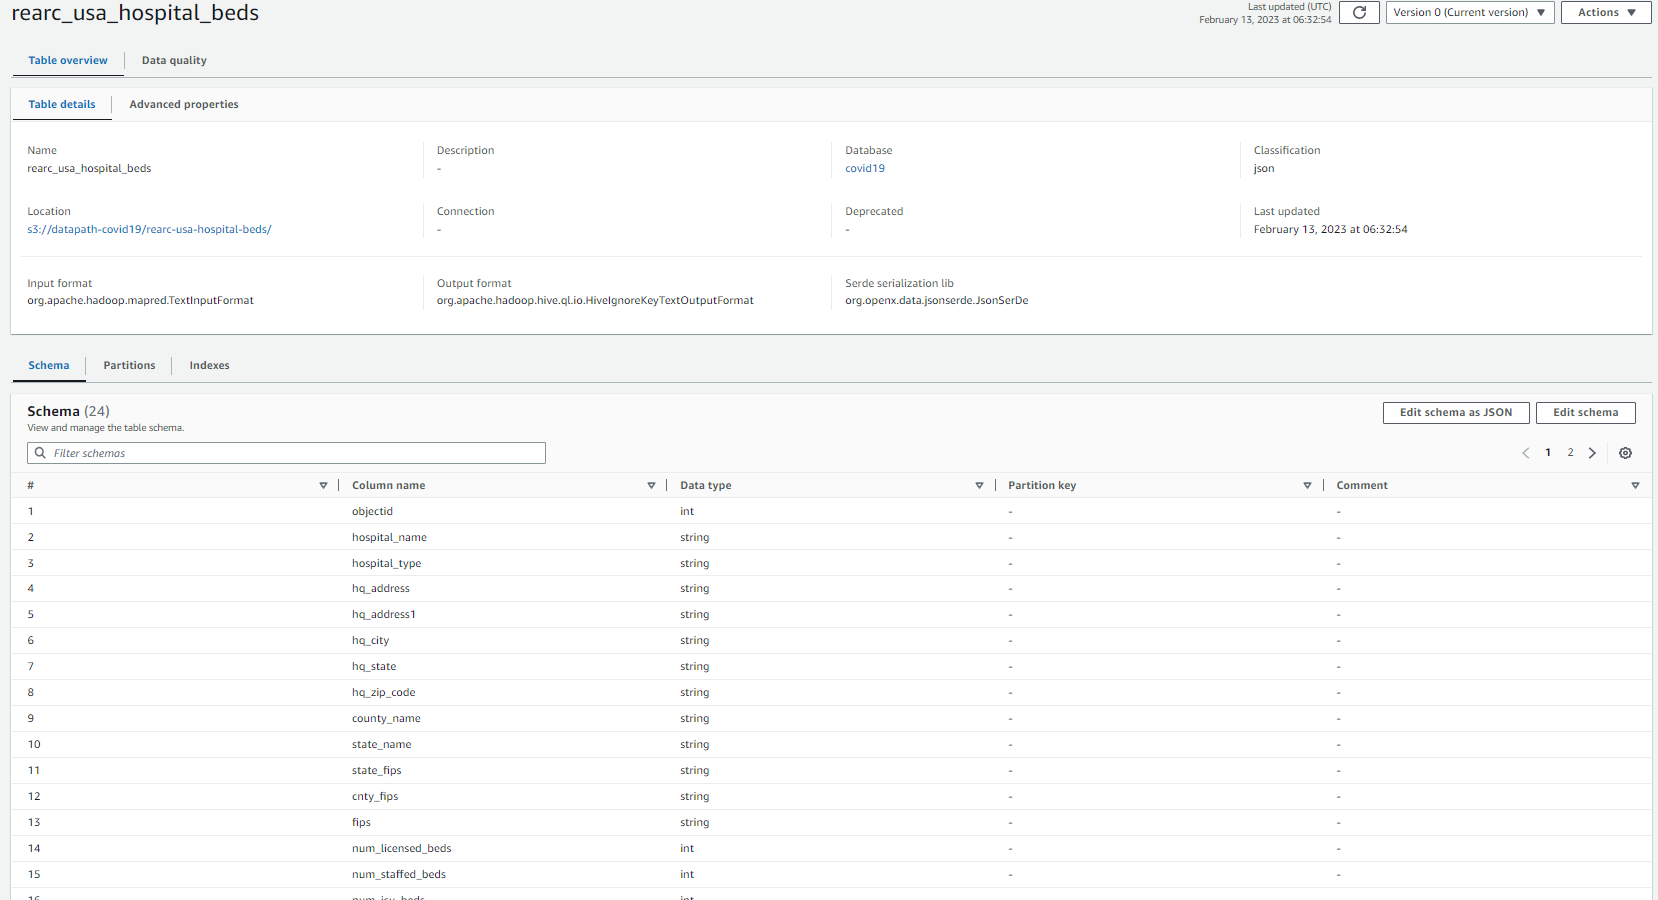 rearc_usa_hospital_beds
Last updated (UTC)
February 13, 2023 at 06:32:54
Version 0 (Current version)
Actions
Table overview
Data quality
Table details
Advanced properties
Name
rearc_usa_hospital_beds
Description
-
Database
covid19
Classification
json
Location
s3://datapath-covid19/rearc-usa-hospital-beds/
Connection
-
Deprecated
-
Last updated
February 13, 2023 at 06:32:54
Input format
org.apache.hadoop.mapred.TextInputFormat
Output format
org.apache.hadoop.hive.ql.io.HiveIgnoreKeyTextOutputFormat
Serde serialization lib
org.openx.data.jsonserde.JsonSerDe
Schema
Partitions
Indexes
Schema (24)
View and manage the table schema.
Edit schema as JSON
Edit schema
Filter schemas
1 2
# Column name Data type Partition key Comment
1 objectid int - -
2 hospital_name string - -
3 hospital_type string - -
4 hq_address string - -
5 hq_address1 string - -
6 hq_city string - -
7 hq_state string - -
8 hq_zip_code string - -
9 county_name string - -
10 state_name string - -
11 state_fips string - -
12 cnty_fips string - -
13 fips string - -
14 num_licensed_beds int - -
15 num_staffed_beds int - -
16 num_icu_beds int